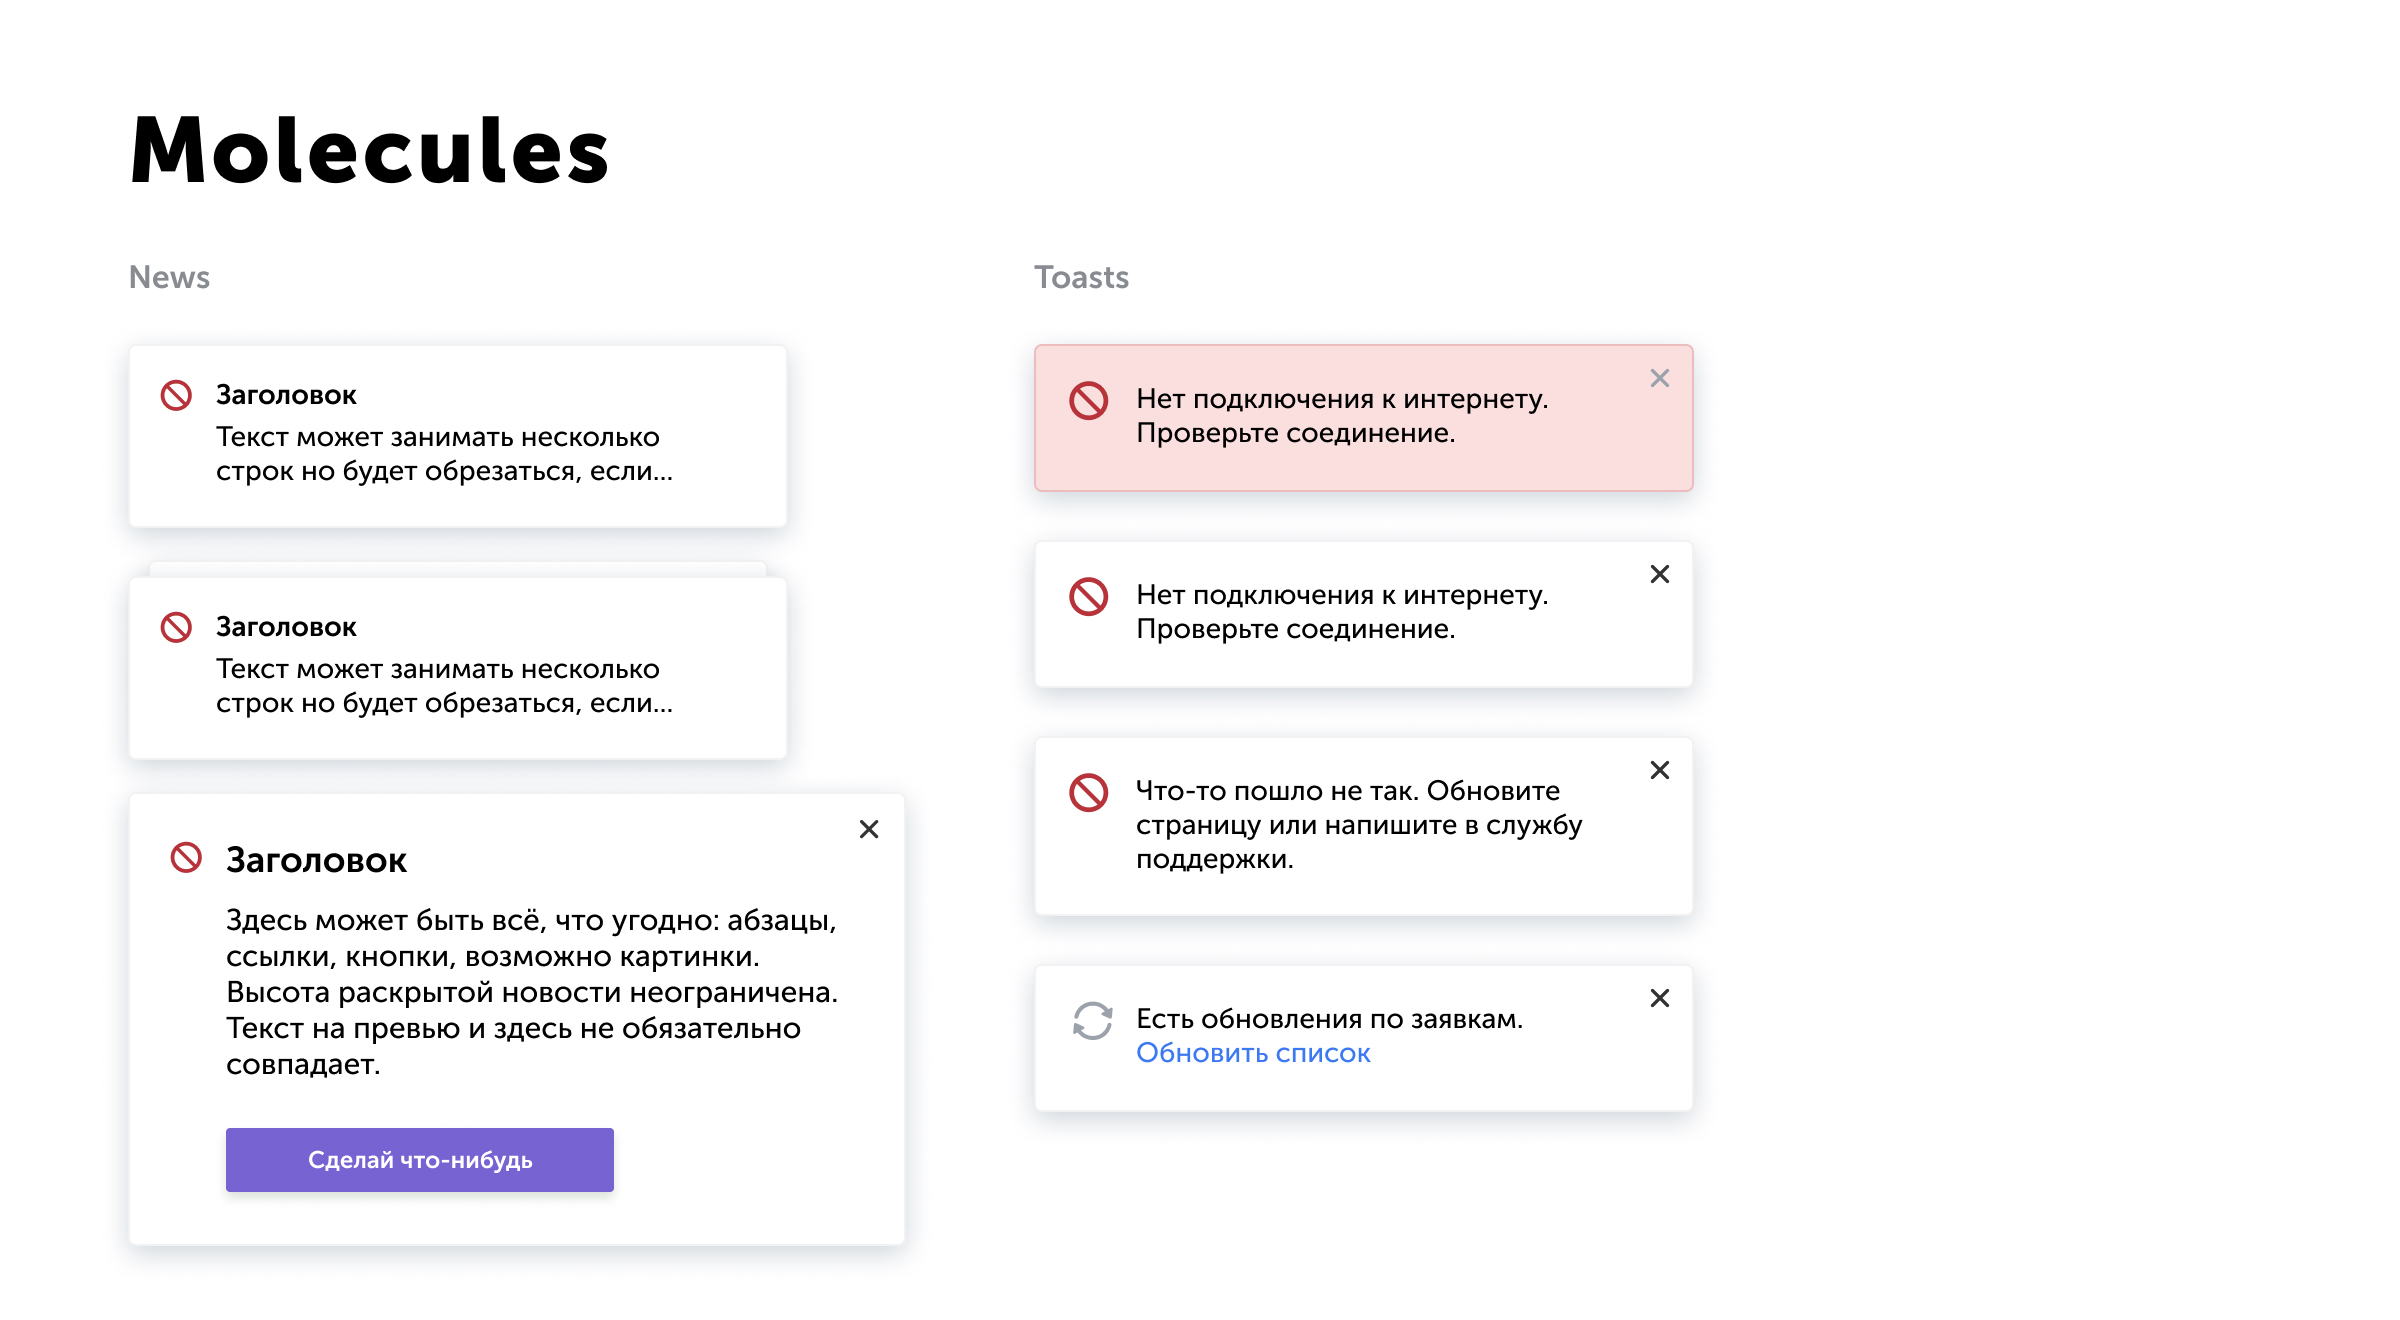 Molecules
News
Заголовок
Текст может занимать несколько
строк но будет обрезаться, если...
Заголовок
Текст может занимать несколько
строк но будет обрезаться, если...
Заголовок
Здесь может быть всё, что угодно: абзацы,
ссылки, кнопки, возможно картинки.
Высота раскрытой новости неограничена.
Текст на превью и здесь не обязательно
совпадает.
Сделай что-нибудь
Toasts
Нет подключения к интернету.
Проверьте соединение.
Нет подключения к интернету.
Проверьте соединение.
Что-то пошло не так. Обновите
страницу или напишите в службу
поддержки.
Есть обновления по заявкам.
Обновить список